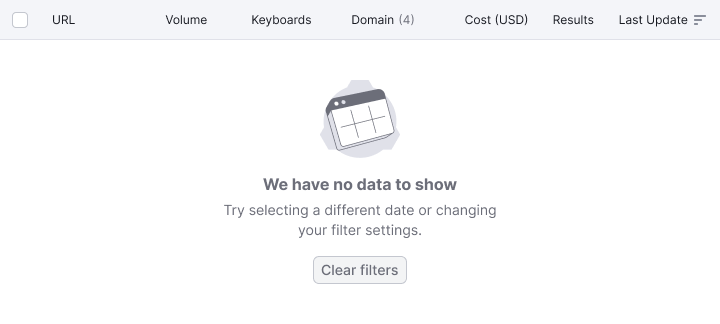 URL Volume Keyboards Domain (4) Cost (USD) Results Last Update
We have no data to show
Try selecting a different date or changing
your filter settings.
Clear filters